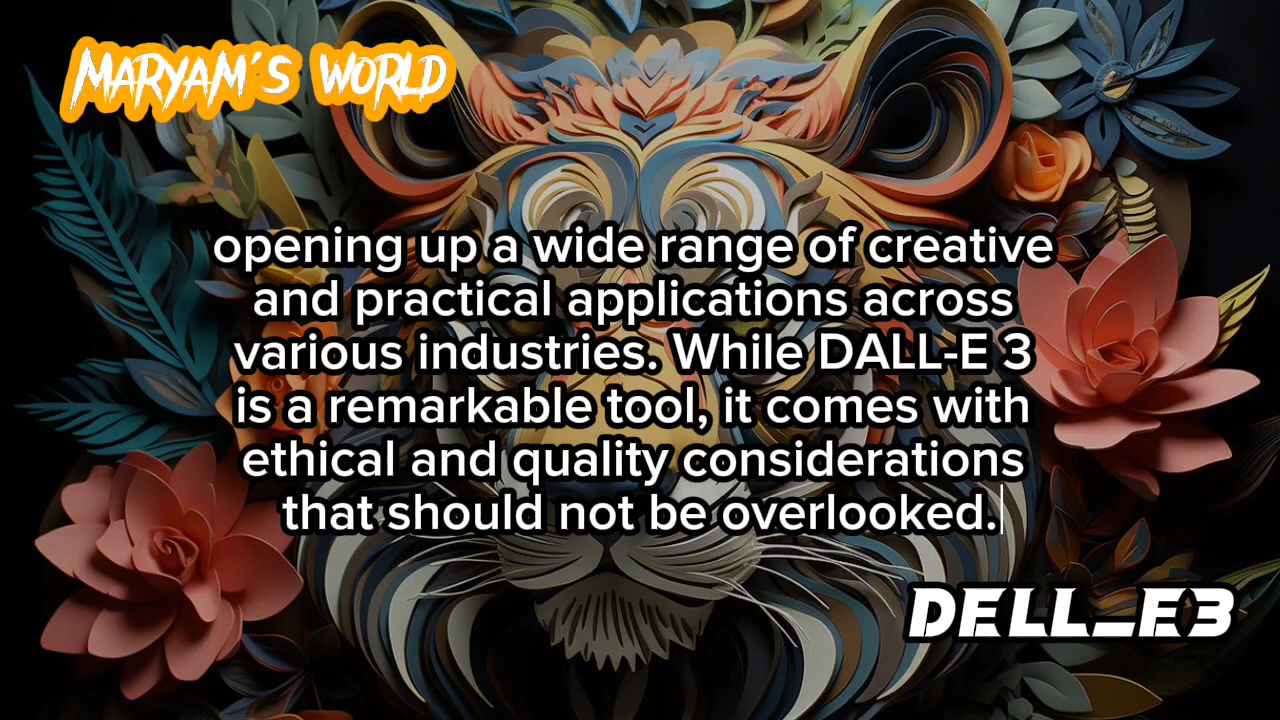 MARYAM'S WORLD
opening up a wide range of creative
and practical applications across
various industries. While DALL-E 3
is a remarkable tool, it comes with
ethical and quality considerations
that should not be overlooked.
DELL_E3